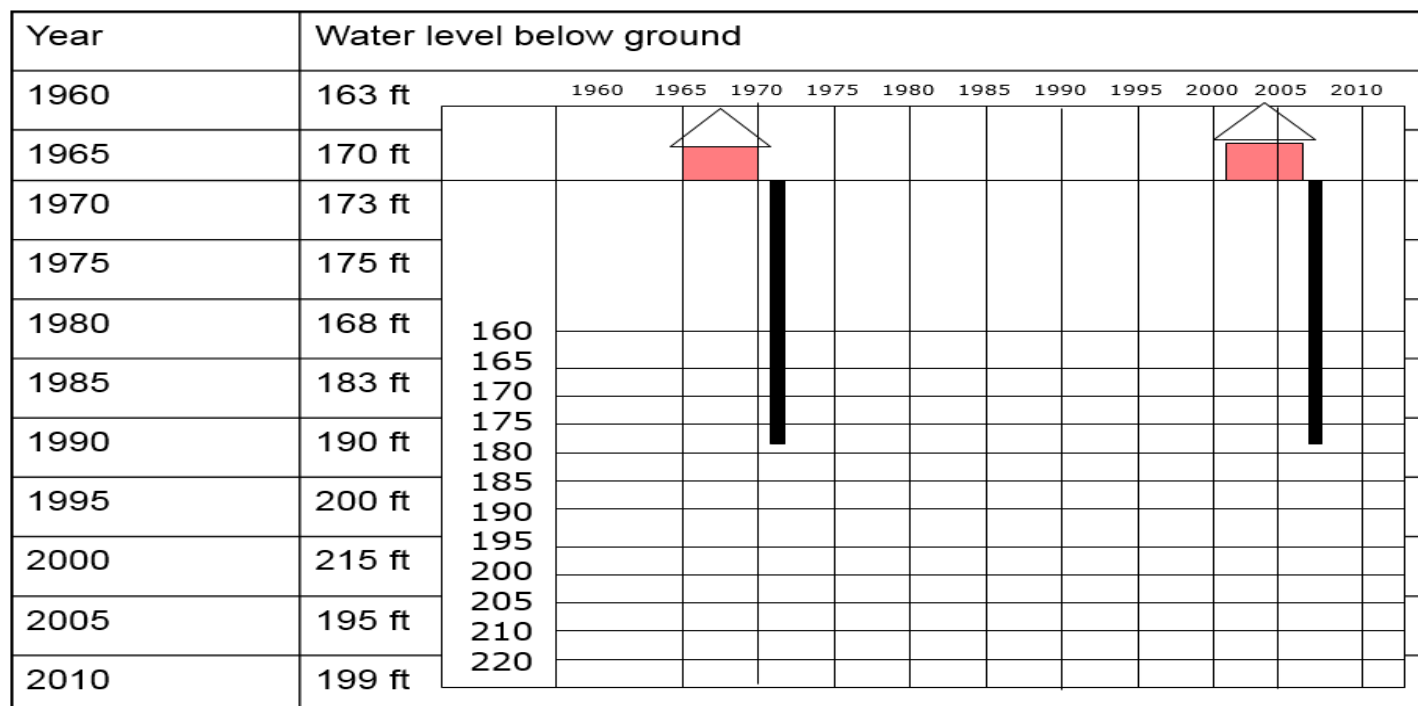 Year Water level below ground
1960 163 ft
1965 170 ft
1970 173 ft
1975 175 ft
1980 168 ft
1985 183 ft
1990 190 ft
1995 200 ft
2000 215 ft
2005 195 ft
2010 199 ft
1960 1965 1970 1975 1980 1985 1990 1995 2000 2005 2010
160
165
170
175
180
185
190
195
200
205
210
220